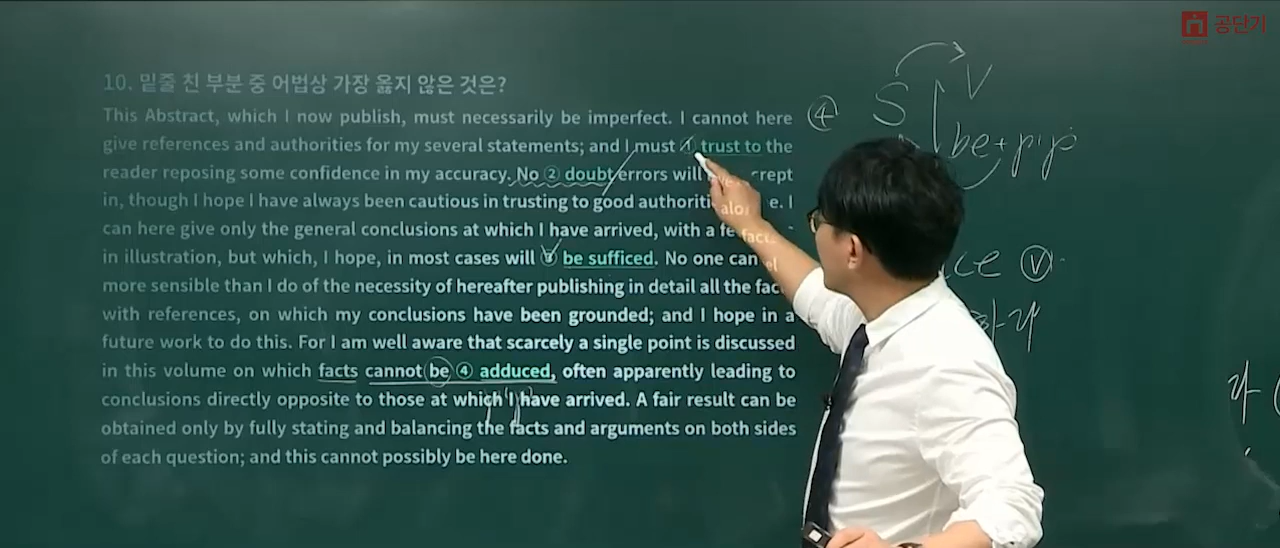 공단기
10. 밑줄 친 부분 중 어법상 가장 옳지 않은 것은?
This Abstract, which I now publish, must necessarily be imperfect. I cannot here
give references and authorities for my several statements; and I must ① trust to the
reader reposing some confidence in my accuracy. No ② doubt errors will crept
in, though I hope I have always been cautious in trusting to good authoriti alo e. I
can here give only the general conclusions at which I have arrived, with a fe facts
in illustration, but which, I hope, in most cases will ③ be sufficed. No one can
more sensible than I do of the necessity of hereafter publishing in detail all the fac
with references, on which my conclusions have been grounded; and I hope in a
future work to do this. For I am well aware that scarcely a single point is discussed
in this volume on which facts cannot be ④ adduced, often apparently leading to
conclusions directly opposite to those at which I have arrived. A fair result can be
obtained only by fully stating and balancing the facts and arguments on both sides
of each question; and this cannot possibly be here done.
④ S V
be + p.p
ce ⓥ